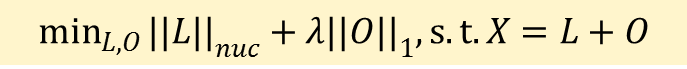 min_{L,O} ||L||_{nuc} + λ||O||_1, s. t. X = L + O